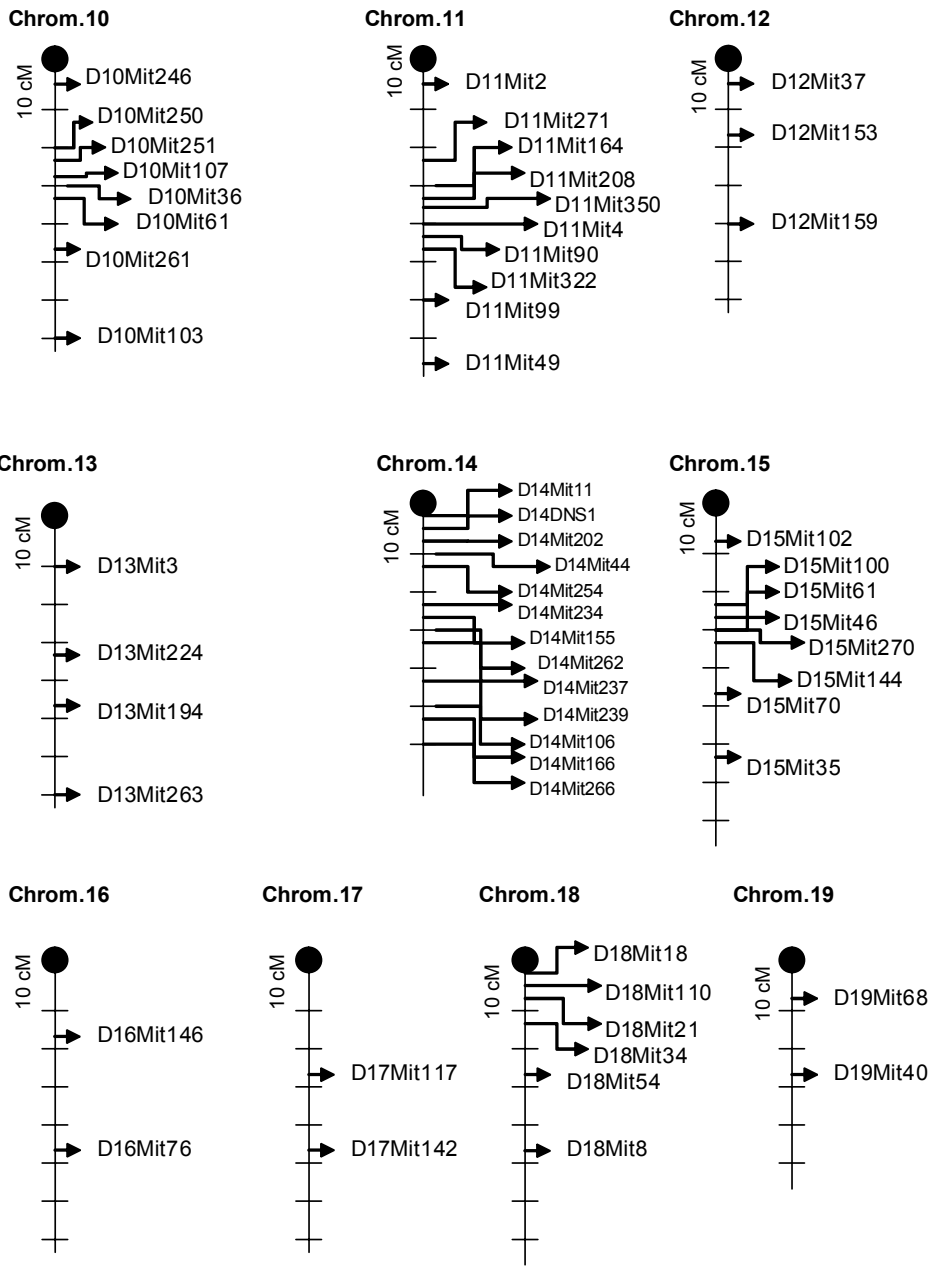 Chrom.10
10 cM
D10Mit246
D10Mit250
D10Mit251
D10Mit107
D10Mit36
D10Mit61
D10Mit261
D10Mit103
Chrom.11
10 cM
D11Mit2
D11Mit271
D11Mit164
D11Mit208
D11Mit350
D11Mit4
D11Mit90
D11Mit322
D11Mit99
D11Mit49
Chrom.12
10 cM
D12Mit37
D12Mit153
D12Mit159
Chrom.13
10 cM
D13Mit3
D13Mit224
D13Mit194
D13Mit263
Chrom.14
10 cM
D14Mit11
D14DNS1
D14Mit202
D14Mit44
D14Mit254
D14Mit234
D14Mit155
D14Mit262
D14Mit237
D14Mit239
D14Mit106
D14Mit166
D14Mit266
Chrom.15
10 cM
D15Mit102
D15Mit100
D15Mit61
D15Mit46
D15Mit270
D15Mit144
D15Mit70
D15Mit35
Chrom.16
10 cM
D16Mit146
D16Mit76
Chrom.17
10 cM
D17Mit117
D17Mit142
Chrom.18
10 cM
D18Mit18
D18Mit110
D18Mit21
D18Mit34
D18Mit54
D18Mit8
Chrom.19
10 cM
D19Mit68
D19Mit40